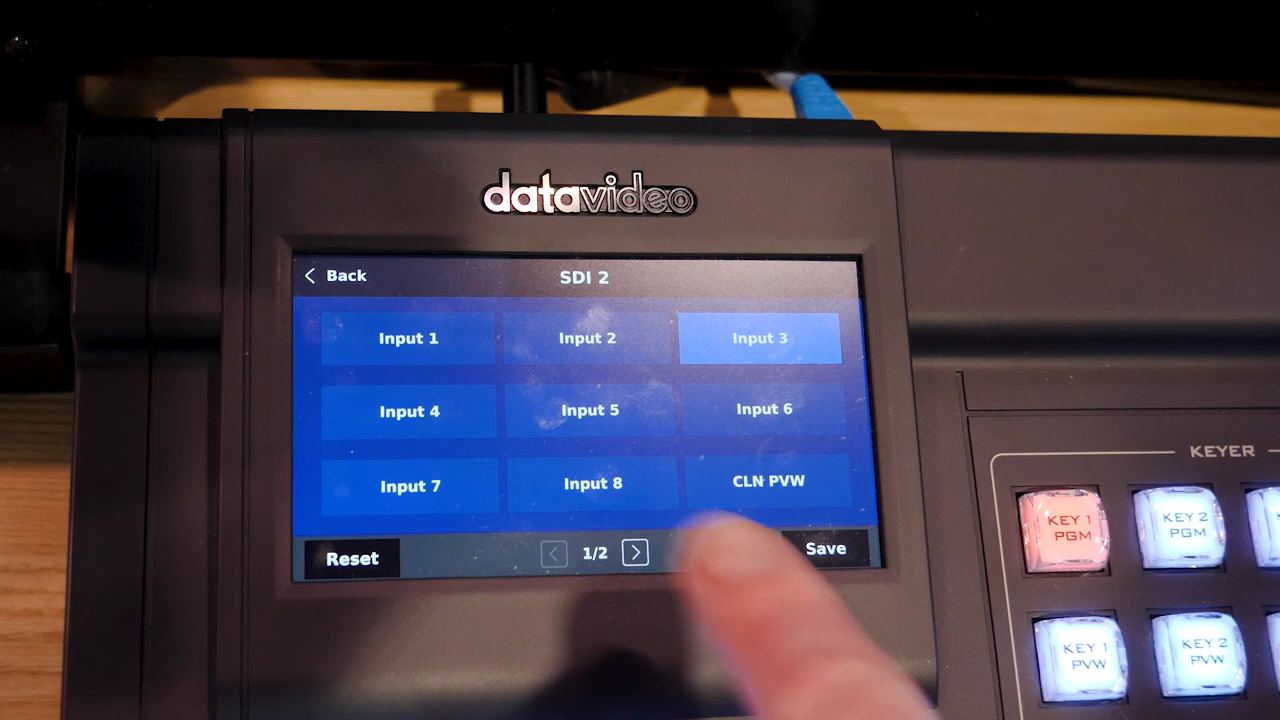 datavideo
Back
SDI 2
Input 1
Input 2
Input 3
Input 4
Input 5
Input 6
Input 7
Input 8
CLN PVW
Reset
1/2
Save
KEYER
KEY 1
PGM
KEY 2
PGM
KEY 1
PVW
KEY 2
PVW